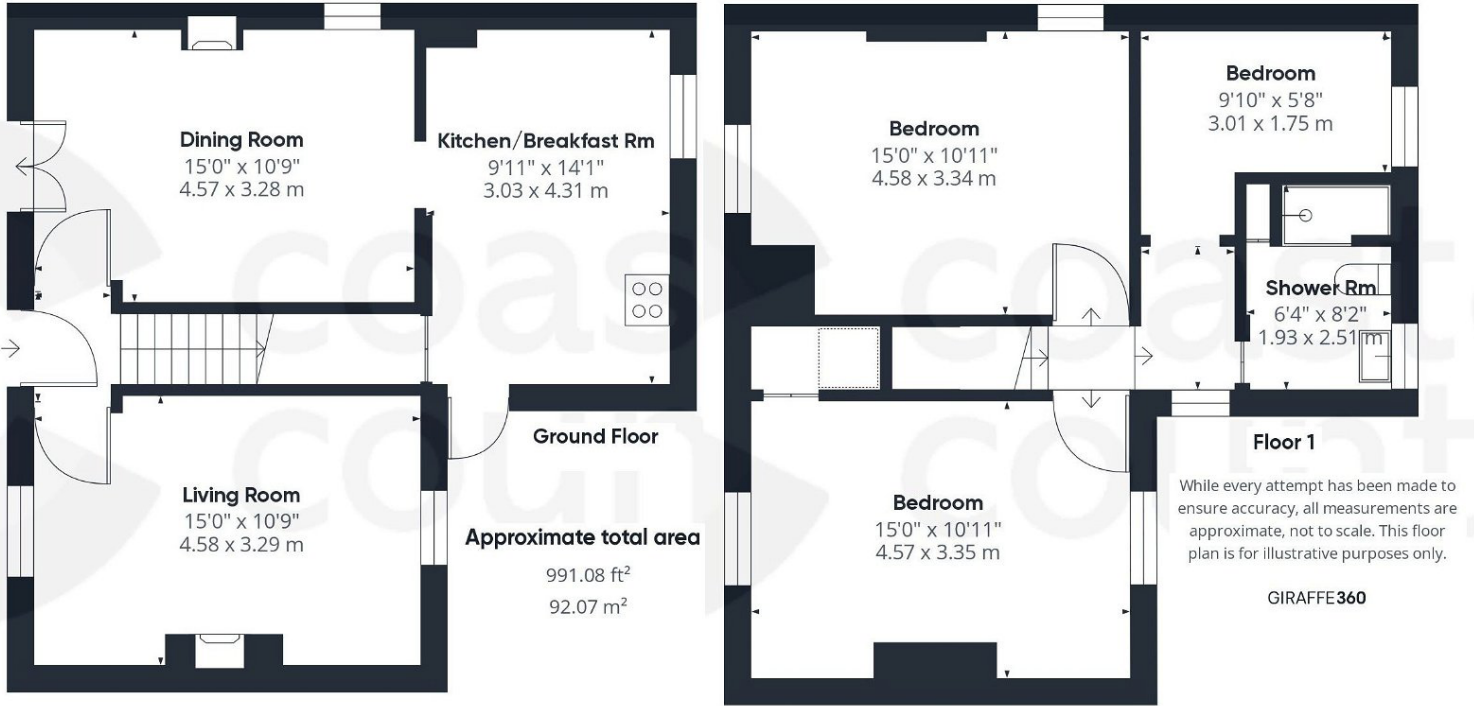 Dining Room
15'0" x 10'9"
4.57 x 3.28 m
Kitchen/Breakfast Rm
9'11" x 14'1"
3.03 x 4.31 m
Living Room
15'0" x 10'9"
4.58 x 3.29 m
Ground Floor
Approximate total area
991.08 ft²
92.07 m²
Bedroom
15'0" x 10'11"
4.58 x 3.34 m
Bedroom
9'10" x 5'8"
3.01 x 1.75 m
Shower Rm
6'4" x 8'2"
1.93 x 2.51 m
Bedroom
15'0" x 10'11"
4.57 x 3.35 m
Floor 1
While every attempt has been made to
ensure accuracy, all measurements are
approximate, not to scale. This floor
plan is for illustrative purposes only.
GIRAFFE360
coast
count
coast
count